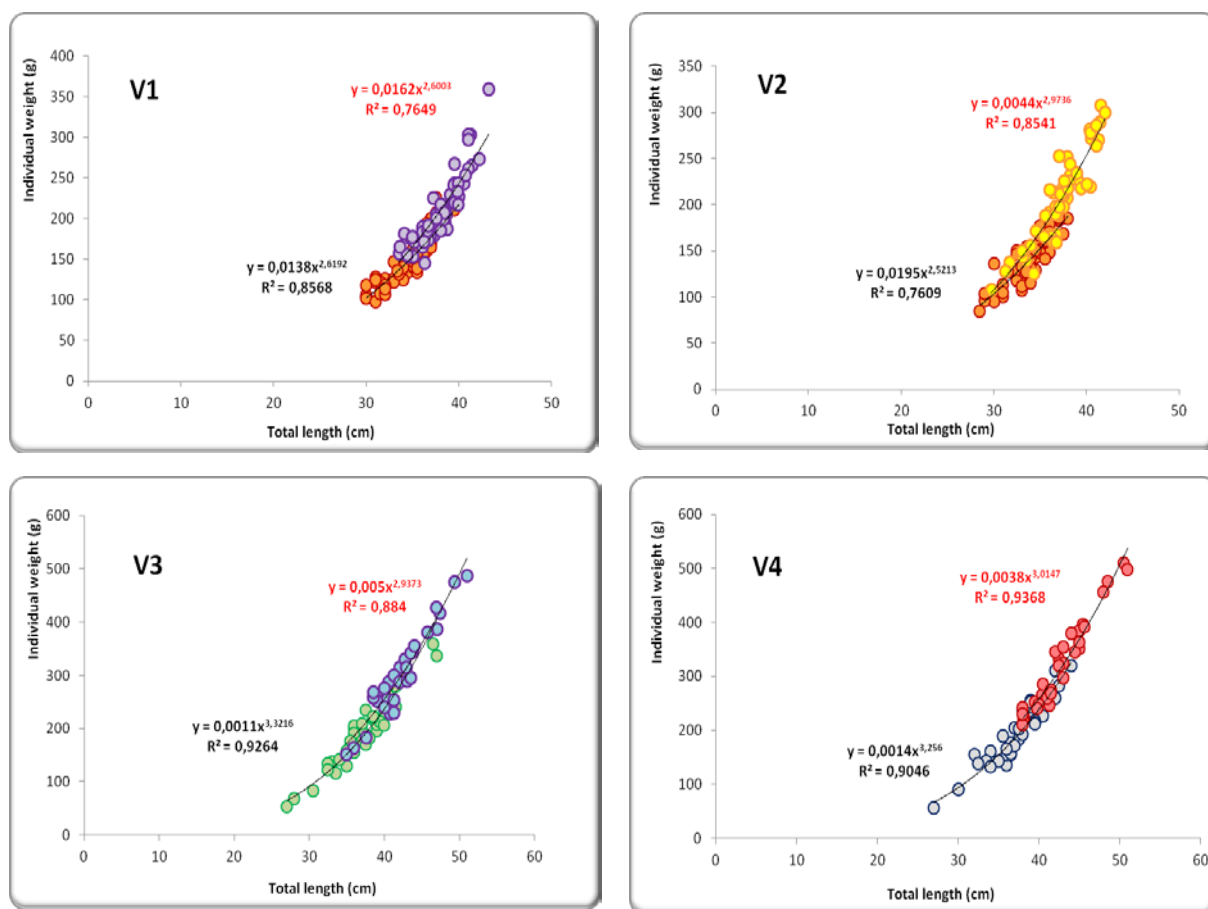 V1
Individual weight (g)
400
350
300
250
200
150
100
50
0
y = 0,0162x^2,6003
R² = 0,7649
y = 0,0138x^2,6192
R² = 0,8568
0 10 20 30 40 50
Total length (cm)
V2
Individual weight (g)
350
300
250
200
150
100
50
0
y = 0,0044x^2,9736
R² = 0,8541
y = 0,0195x^2,5213
R² = 0,7609
0 10 20 30 40 50
Total length (cm)
V3
Individual weight (g)
600
500
400
300
200
100
0
y = 0,005x^2,9373
R² = 0,884
y = 0,0011x^3,3216
R² = 0,9264
0 10 20 30 40 50 60
Total length (cm)
V4
Individual weight (g)
600
500
400
300
200
100
0
y = 0,0038x^3,0147
R² = 0,9368
y = 0,0014x^3,256
R² = 0,9046
0 10 20 30 40 50 60
Total length (cm)